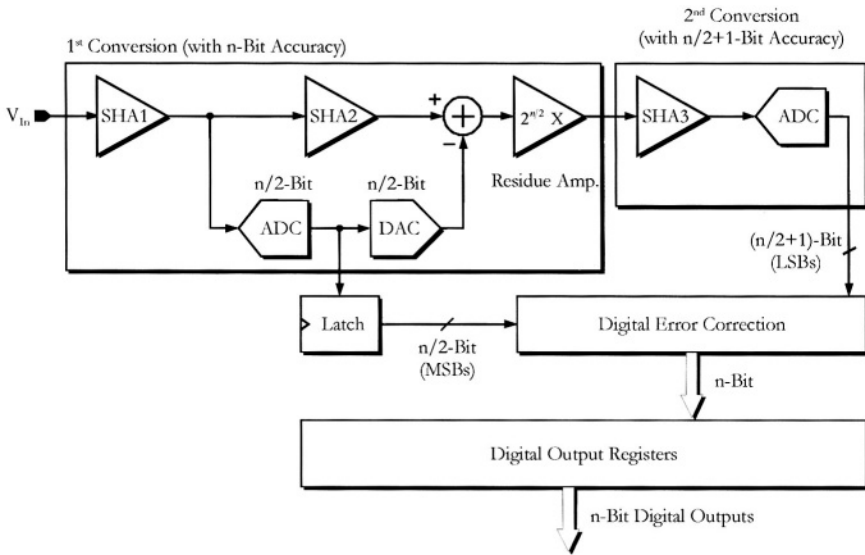 2nd Conversion
(with n/2+1-Bit Accuracy)
1st Conversion (with n-Bit Accuracy)
VIn
SHA1
SHA2
+
−
2^n/2 X
Residue Amp.
SHA3
ADC
n/2-Bit
ADC
n/2-Bit
DAC
(n/2+1)-Bit
(LSBs)
Latch
n/2-Bit
(MSBs)
Digital Error Correction
n-Bit
Digital Output Registers
n-Bit Digital Outputs